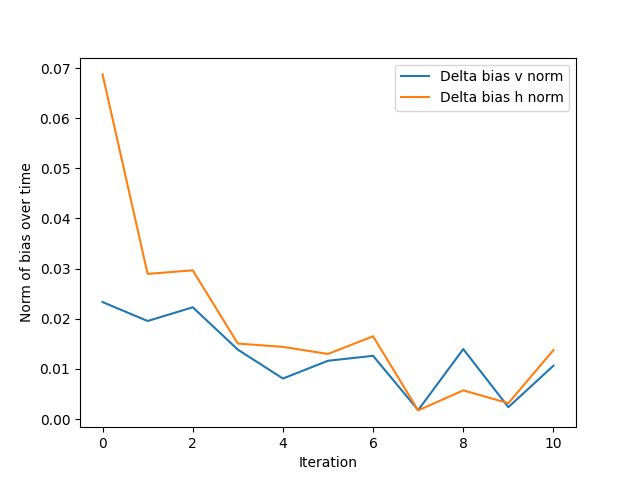 Delta bias v norm
Delta bias h norm
Norm of bias over time
0.07
0.06
0.05
0.04
0.03
0.02
0.01
0.00
0 2 4 6 8 10
Iteration